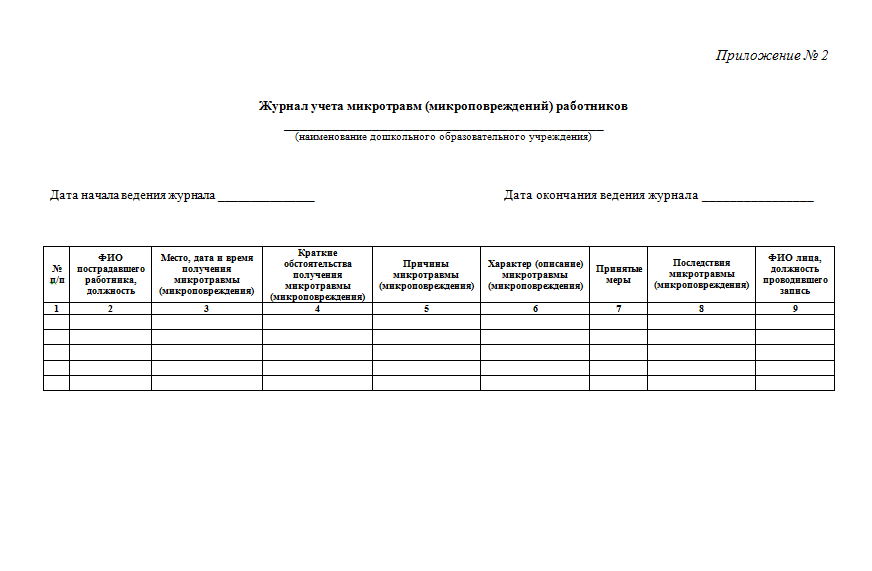 Приложение № 2
Журнал учета микротравм (микроповреждений) работников
(наименование дошкольного образовательного учреждения)
Дата начала ведения журнала ______________ Дата окончания ведения журнала ________________
№ п/п
ФИО
пострадавшего
работника,
должность
Место, дата и время
получения
микротравмы
(микроповреждения)
Краткие
обстоятельства
получения
микротравмы
(микроповреждения)
Причины
микротравмы
(микроповреждения)
Характер (описание)
микротравмы
(микроповреждения)
Принятые
меры
Последствия
микротравмы
(микроповреждения)
ФИО лица,
должность
проводившего
запись
1 2 3 4 5 6 7 8 9